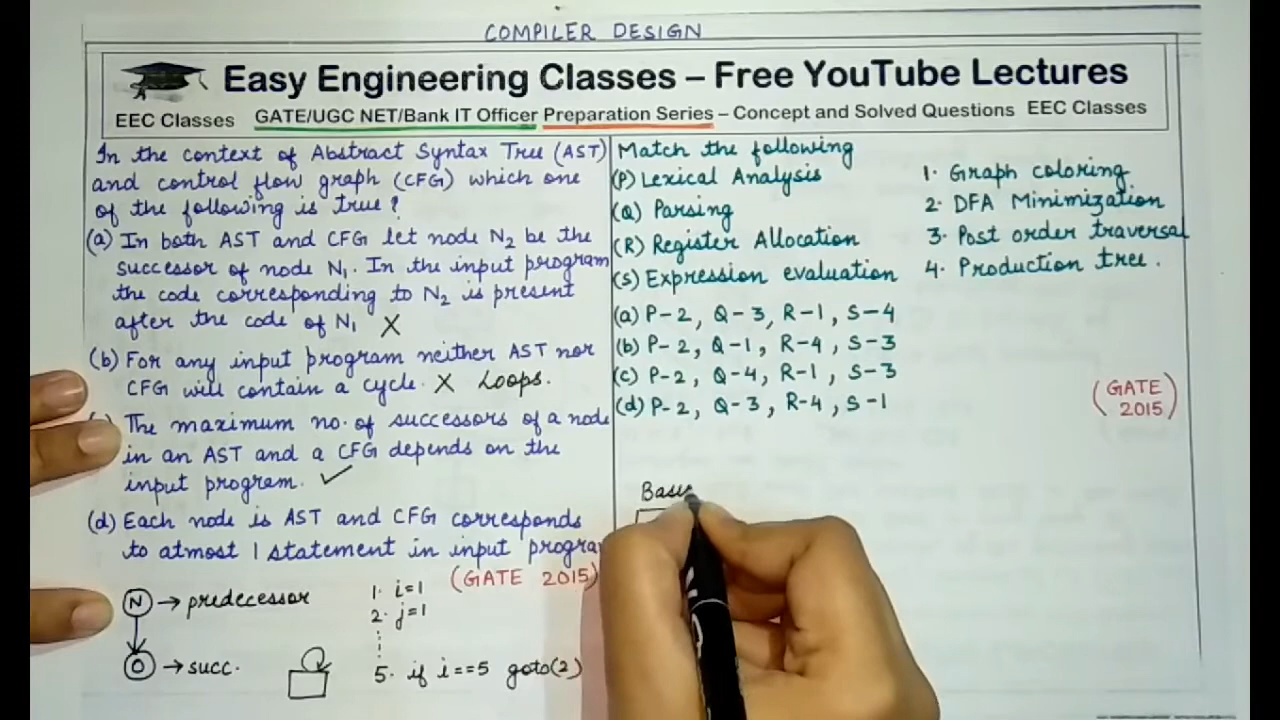 COMPILER DESIGN
Easy Engineering Classes – Free YouTube Lectures
EEC Classes GATE/UGC NET/Bank IT Officer Preparation Series – Concept and Solved Questions EEC Classes
In the context of Abstract Syntax Tree (AST)
and control flow graph (CFG) which one
of the following is true?
(a) In both AST and CFG let node N2 be the
successor of node N1. In the input program
the code corresponding to N2 is present
after the code of N1 X
(b) For any input program neither AST nor
CFG will contain a cycle. X Loops.
The maximum no. of successors of a node
in an AST and a CFG depends on the
input program. ✓
(d) Each node is AST and CFG corresponds
to atmost 1 statement in input
(GATE 2015)
N → predecessor
→ succ.
1. i=1
2. j=1
5. if i==5 goto(2)
Match the following
(P) Lexical Analysis
(Q) Parsing
(R) Register Allocation
(S) Expression evaluation
1. Graph coloring
2. DFA Minimization
3. Post order traversal
4. Production tree.
(a) P-2, Q-3, R-1, S-4
(b) P-2, Q-1, R-4, S-3
(c) P-2, Q-4, R-1, S-3
(d) P-2, Q-3, R-4, S-1
(GATE
2015)